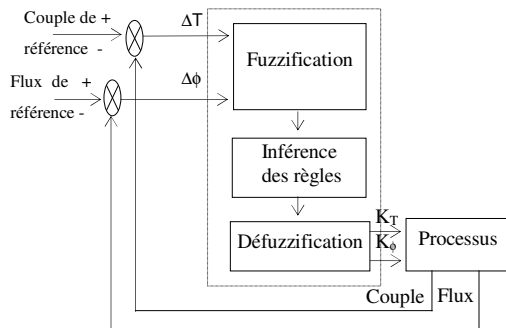 Couple de +
référence -
ΔT
Flux de +
référence -
Δϕ
Fuzzification
Inférence
des règles
Défuzzification
K_T
K_ϕ
Processus
Couple
Flux